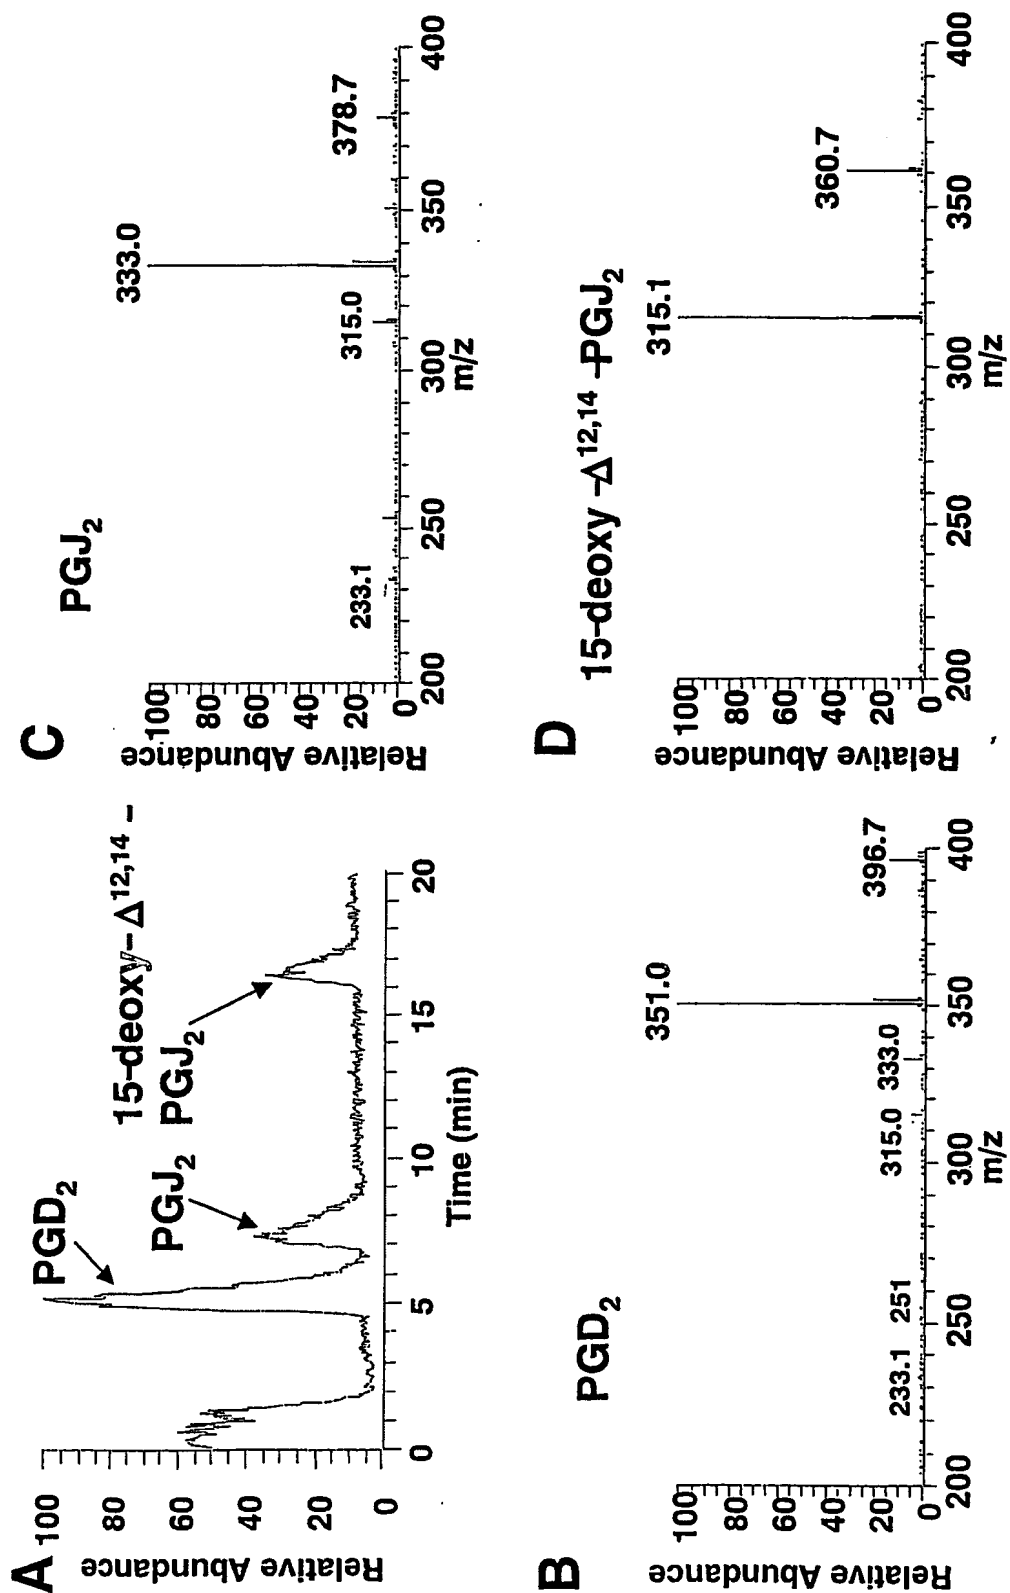 A
Relative Abundance
100
80
60
40
20
0
PGD2
PGJ2
15-deoxy-Δ12,14 –
PGJ2
0
5
10
15
20
Time (min)
B
PGD2
Relative Abundance
100
80
60
40
20
0
233.1
251
315.0
333.0
351.0
396.7
200
250
300
350
400
m/z
C
PGJ2
Relative Abundance
100
80
60
40
20
0
233.1
315.0
333.0
378.7
200
250
300
350
400
m/z
D
15-deoxy -Δ12,14 -PGJ2
Relative Abundance
100
80
60
40
20
0
315.1
360.7
200
250
300
350
400
m/z